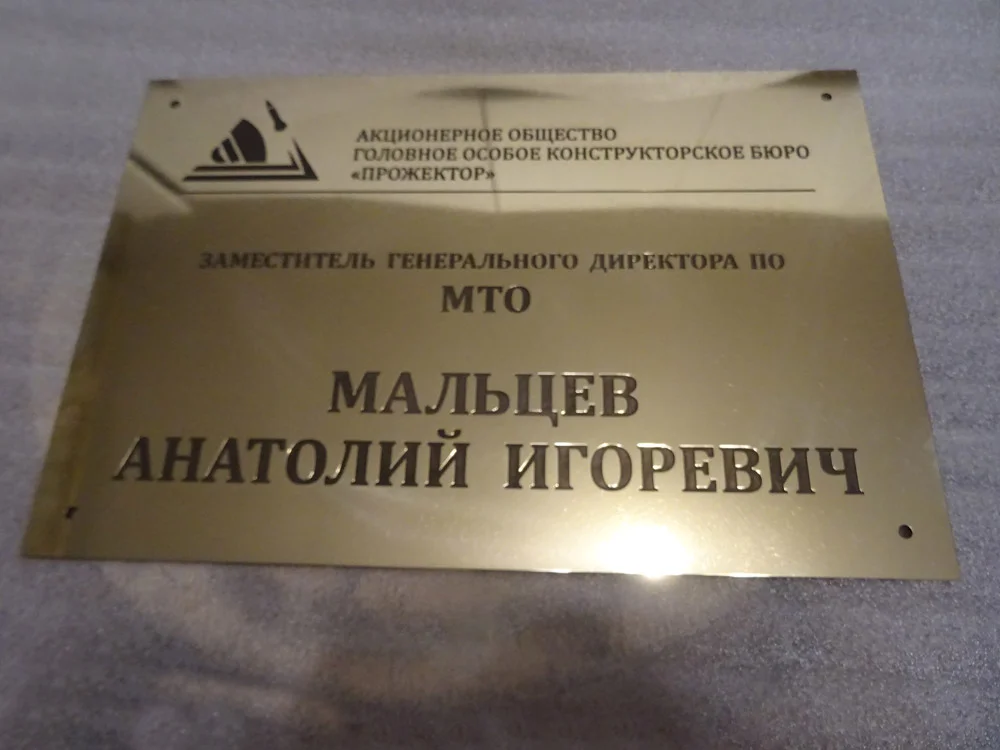 АКЦИОНЕРНОЕ ОБЩЕСТВО
ГОЛОВНОЕ ОСОБОЕ КОНСТРУКТОРСКОЕ БЮРО
«ПРОЖЕКТОР»
ЗАМЕСТИТЕЛЬ ГЕНЕРАЛЬНОГО ДИРЕКТОРА ПО
МТО
МАЛЬЦЕВ
АНАТОЛИЙ ИГОРЕВИЧ